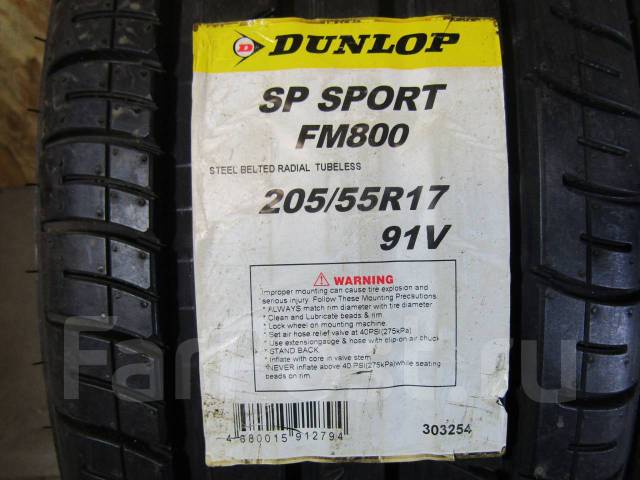 DUNLOP
SP SPORT
FM800
STEEL BELTED RADIAL TUBELESS
205/55R17
91V
WARNING
Improper mounting can cause tire explosion and
serious injury. Follow These Mounting Precautions.
* ALWAYS match rim diameter with tire diameter
* Clean and Lubricate beads & rim
* Lock wheel on mounting machine.
* Set air hose relief valve at 40PSI(275kPa)
* Use extensiongauge & hose with clip-on air chuck
* STAND BACK
* Inflate with core in valve stem.
*NEVER inflate above 40 PSI(275kPa)while seating
beads on rim.
4 680015 912794
303254